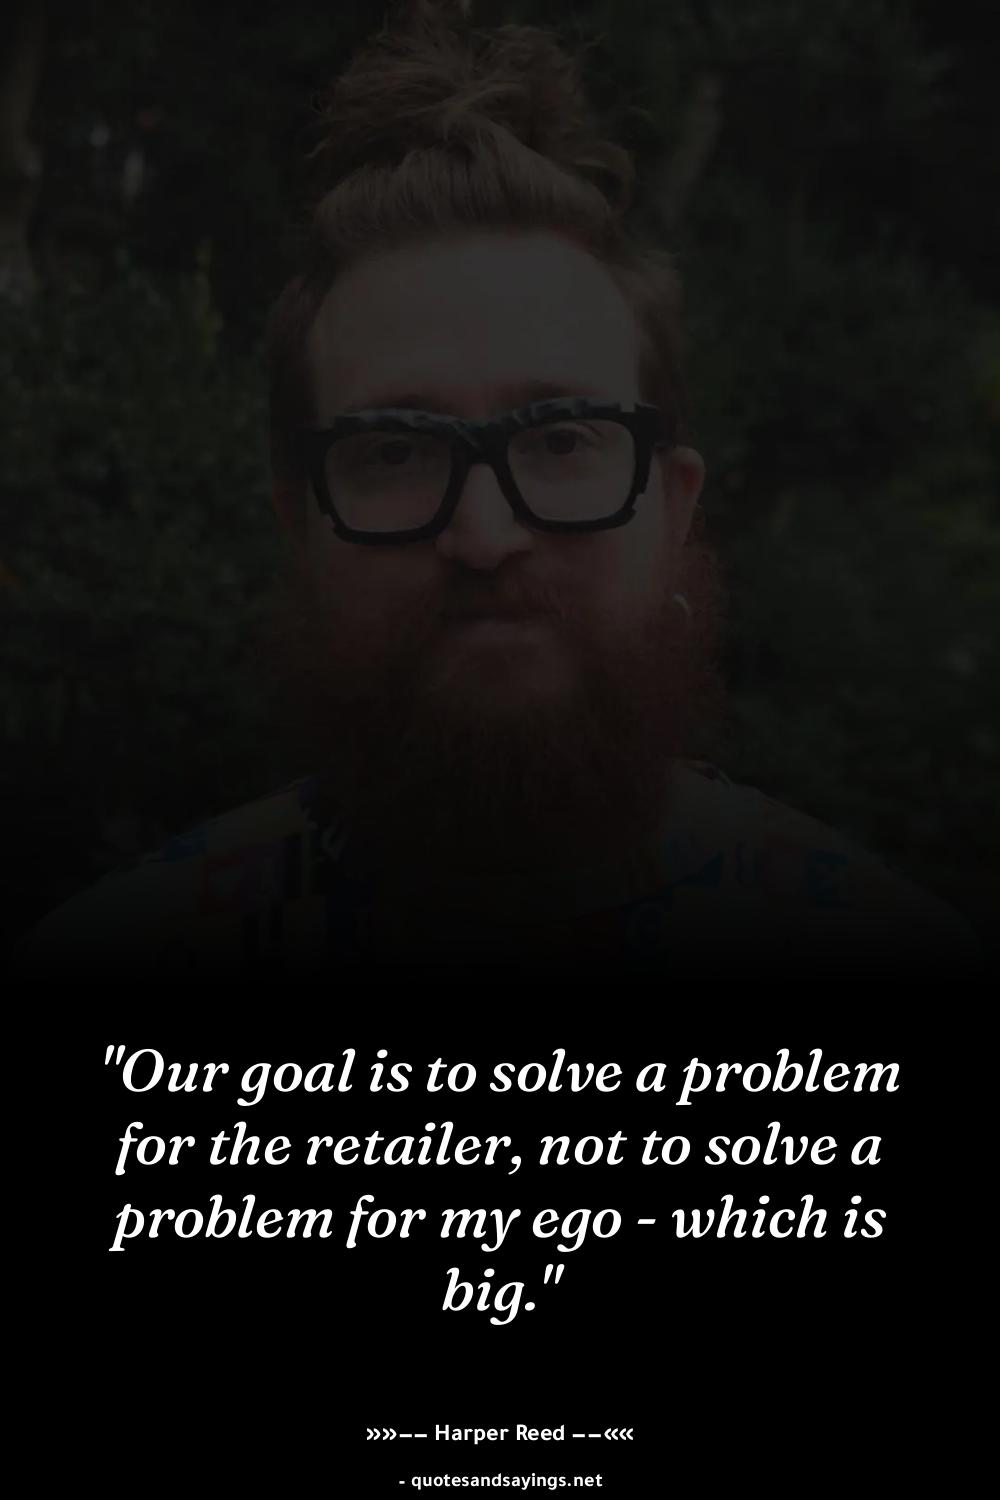 "Our goal is to solve a problem
for the retailer, not to solve a
problem for my ego - which is
big."
»»−− Harper Reed −−««
- quotesandsayings.net